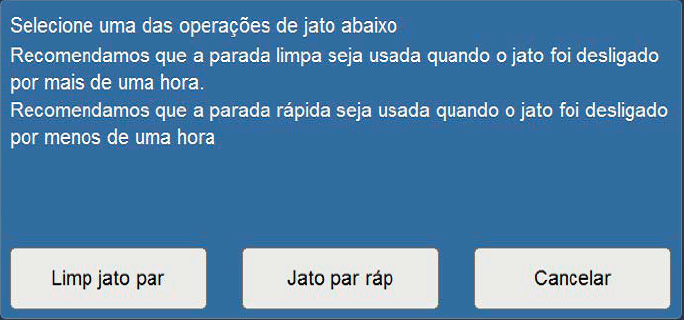 Selecione uma das operações de jato abaixo
Recomendamos que a parada limpa seja usada quando o jato foi desligado
por mais de uma hora.
Recomendamos que a parada rápida seja usada quando o jato foi desligado
por menos de uma hora
Limp jato par
Jato par ráp
Cancelar